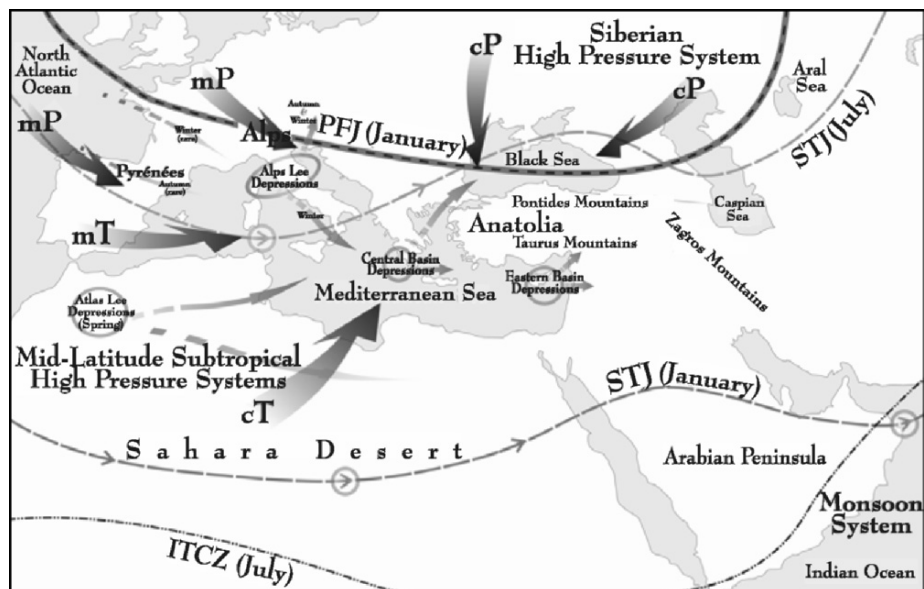 North
Atlantic
Ocean
mP
mP
cP
Siberian
High Pressure System
cP
Aral
Sea
STJ (July)
Autumn
&
Winter
Winter
(rare)
Alps
PFJ (January)
Black Sea
Pyrénées
Autumn
(rare)
Alps Lee
Depressions
Winter
Pontides Mountains
Caspian
Sea
Anatolia
Taurus Mountains
Zagros Mountains
mT
Central Basin
Depressions
Eastern Basin
Depressions
Mediterranean Sea
Atlas Lee
Depressions
(Spring)
Mid-Latitude Subtropical
High Pressure Systems
cT
STJ (January)
Sahara Desert
Arabian Peninsula
Monsoon
System
ITCZ (July)
Indian Ocean